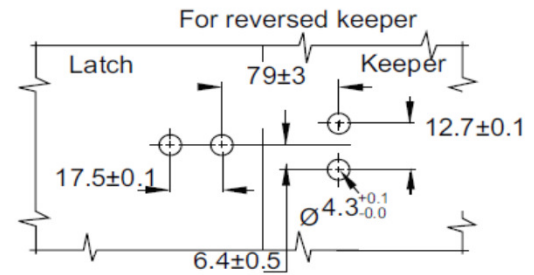 For reversed keeper
Latch
79±3
Keeper
12.7±0.1
17.5±0.1
Ø4.3+0.1-0.0
6.4±0.5